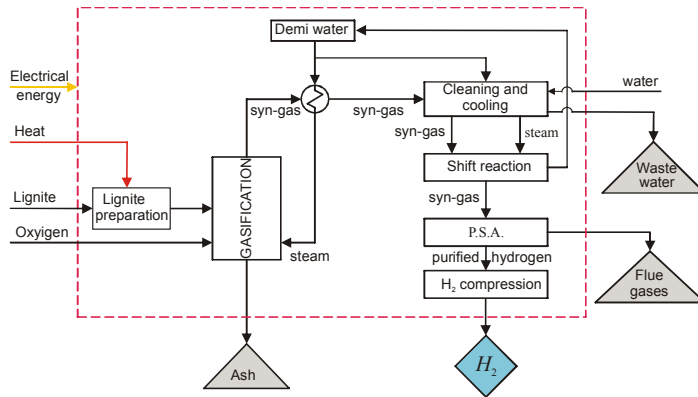 Demi water
Electrical
energy
Cleaning and
cooling
water
syn-gas
syn-gas
Heat
syn-gas
steam
Waste
water
Shift reaction
Lignite
Lignite
preparation
GASIFICATION
syn-gas
Oxyigen
steam
P.S.A.
purified
hydrogen
Flue
gases
H₂ compression
Ash
H₂